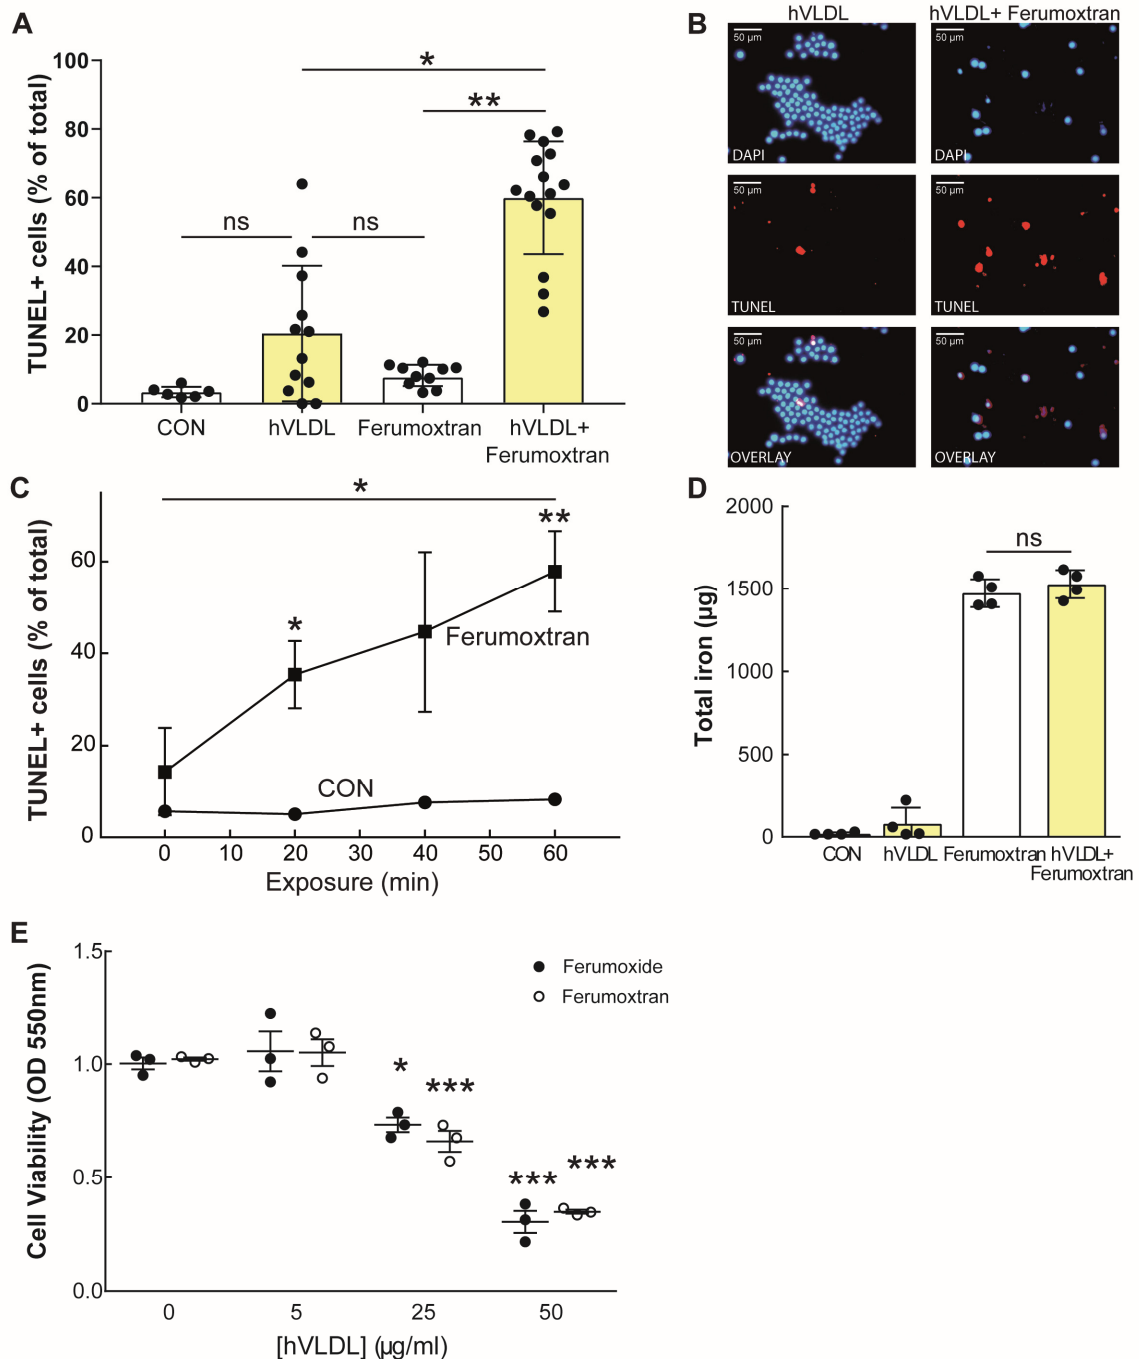 A
TUNEL+ cells (% of total)
100
80
60
40
20
0
*
**
ns
ns
CON
hVLDL
Ferumoxtran
hVLDL+
Ferumoxtran
B
hVLDL
hVLDL+ Ferumoxtran
50 µm
DAPI
50 µm
DAPI
50 µm
TUNEL
50 µm
TUNEL
50 µm
OVERLAY
50 µm
OVERLAY
C
TUNEL+ cells (% of total)
60
40
20
0
*
**
*
Ferumoxtran
CON
0 10 20 30 40 50 60
Exposure (min)
D
Total iron (µg)
2000
1500
1000
500
0
ns
CON
hVLDL
Ferumoxtran
hVLDL+
Ferumoxtran
E
Cell Viability (OD 550nm)
1.5
1.0
0.5
0.0
Ferumoxide
Ferumoxtran
*
***
***
***
0 5 25 50
[hVLDL] (µg/ml)